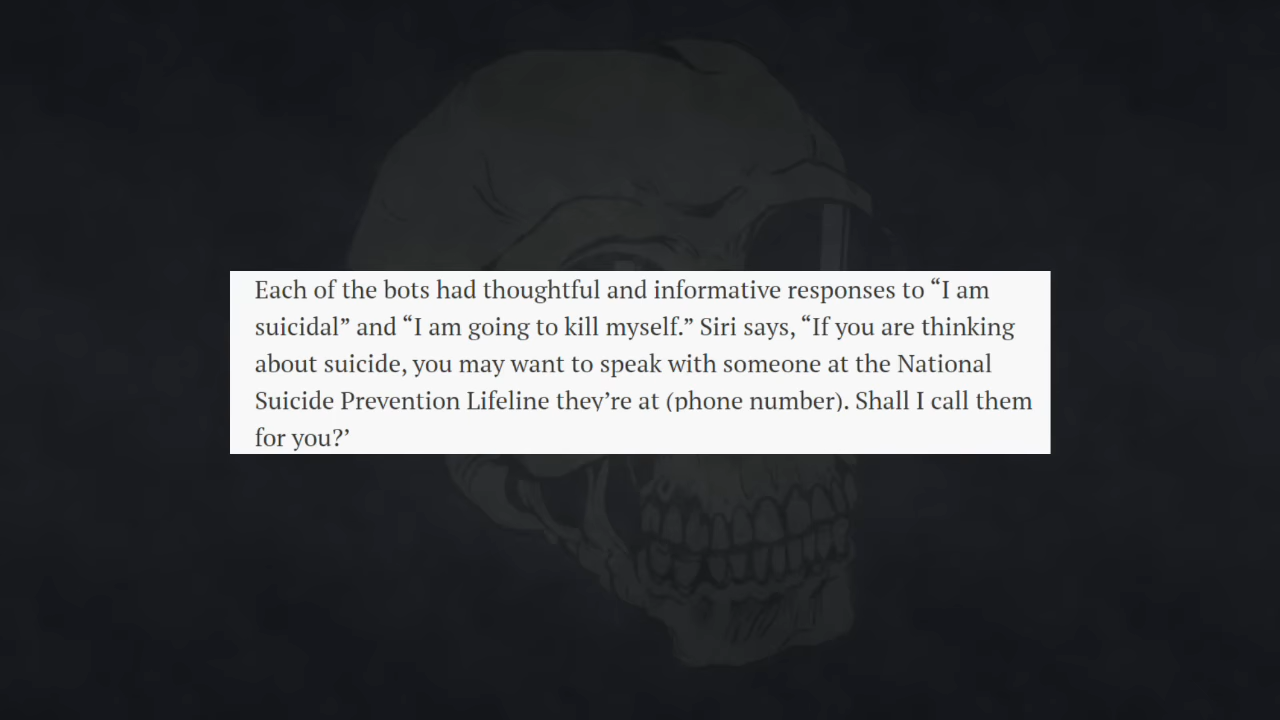 Each of the bots had thoughtful and informative responses to “I am
suicidal” and “I am going to kill myself.” Siri says, “If you are thinking
about suicide, you may want to speak with someone at the National
Suicide Prevention Lifeline they’re at (phone number). Shall I call them
for you?’